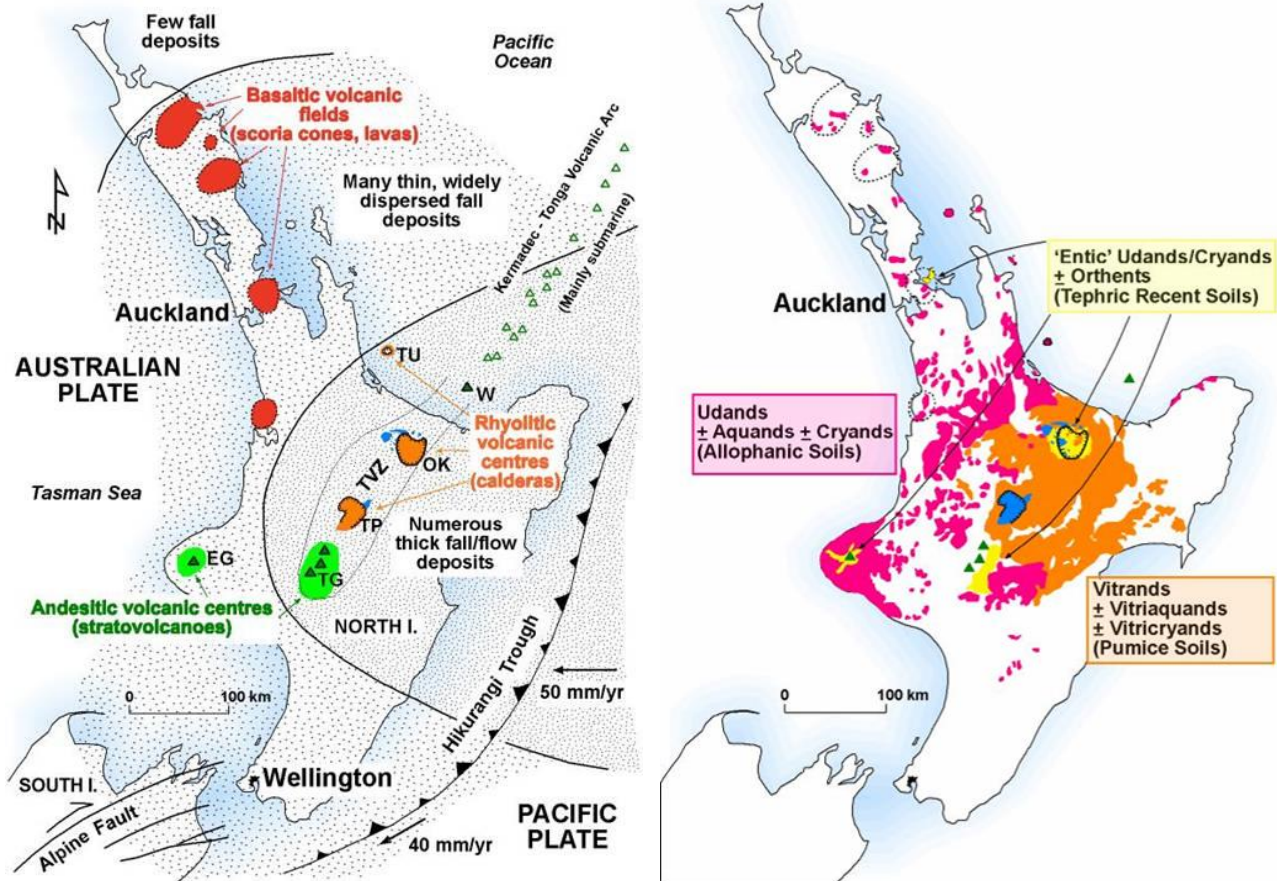 Few fall
deposits
Pacific
Ocean
Basaltic volcanic
fields
(scoria cones, lavas)
N
Many thin, widely
dispersed fall
deposits
Kermadec - Tonga Volcanic Arc
(Mainly submarine)
Auckland
AUSTRALIAN
PLATE
TU
W
Rhyolitic
volcanic
centres
(calderas)
OK
TVZ
Tasman Sea
TP
Numerous
thick fall/flow
deposits
EG
TG
Andesitic volcanic centres
(stratovolcanoes)
NORTH I.
0 100 km
50 mm/yr
Hikurangi Trough
Wellington
SOUTH I.
Alpine Fault
PACIFIC
PLATE
40 mm/yr
Auckland
‘Entic’ Udands/Cryands
± Orthents
(Tephric Recent Soils)
Udands
± Aquands ± Cryands
(Allophanic Soils)
Vitrands
± Vitriaquands
± Vitricryands
(Pumice Soils)
0 100 km